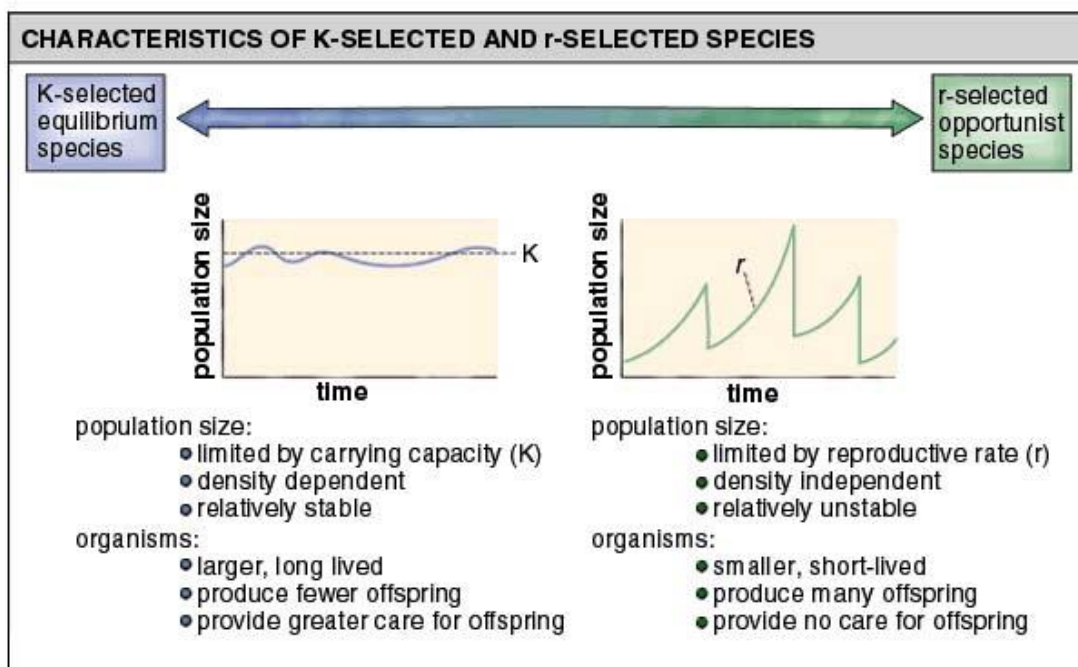 CHARACTERISTICS OF K-SELECTED AND r-SELECTED SPECIES
K-selected
equilibrium
species
r-selected
opportunist
species
population size
K
time
population size
r
time
population size:
limited by carrying capacity (K)
density dependent
relatively stable
organisms:
larger, long lived
produce fewer offspring
provide greater care for offspring
population size:
limited by reproductive rate (r)
density independent
relatively unstable
organisms:
smaller, short-lived
produce many offspring
provide no care for offspring